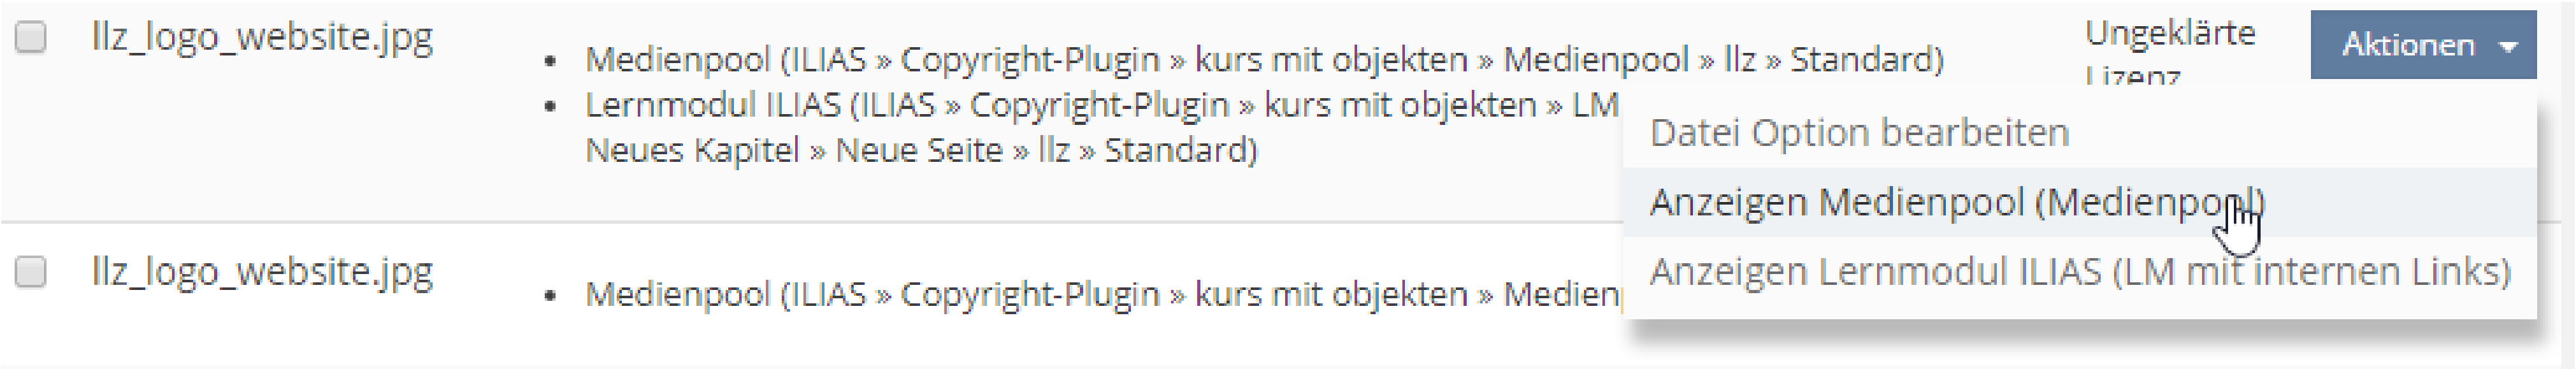 llz_logo_website.jpg
• Medienpool (ILIAS » Copyright-Plugin » kurs mit objekten » Medienpool » llz » Standard)
• Lernmodul ILIAS (ILIAS » Copyright-Plugin » kurs mit objekten » LM
Neues Kapitel » Neue Seite » llz » Standard)
Ungeklärte
Lizenz
Aktionen
Datei Option bearbeiten
Anzeigen Medienpool (Medienpool)
Anzeigen Lernmodul ILIAS (LM mit internen Links)
llz_logo_website.jpg
• Medienpool (ILIAS » Copyright-Plugin » kurs mit objekten »